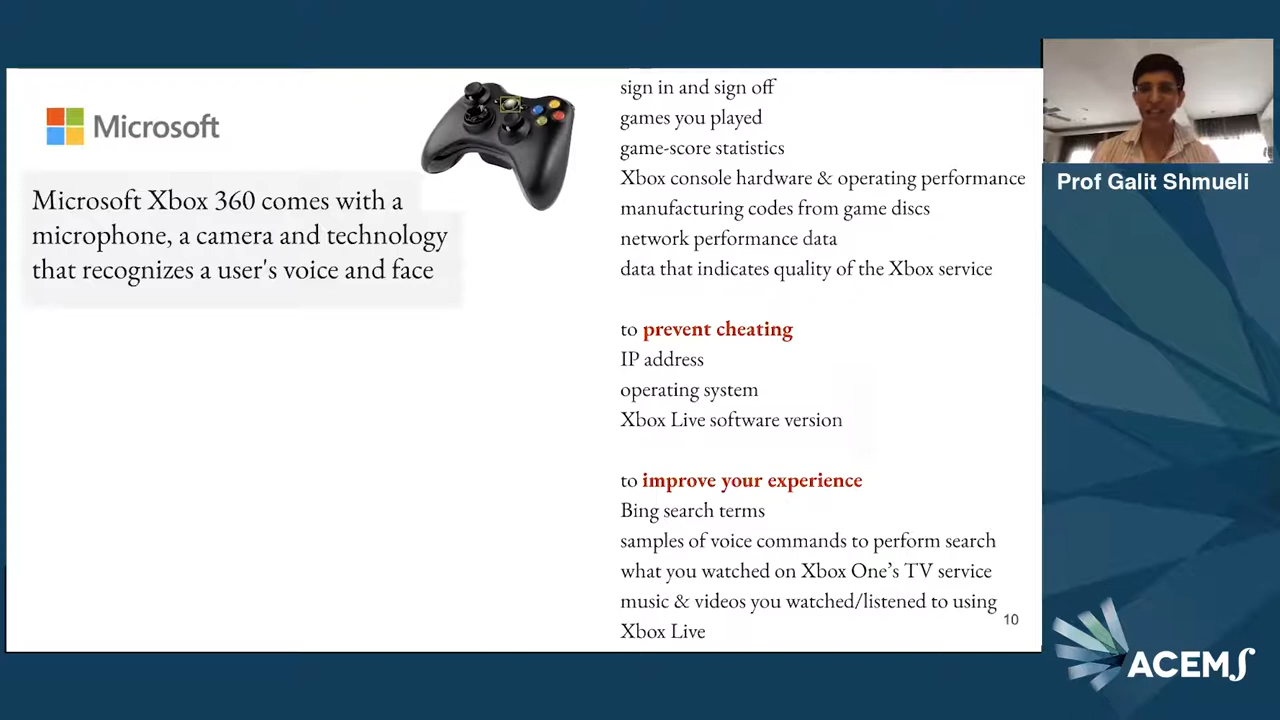 Microsoft
Microsoft Xbox 360 comes with a
microphone, a camera and technology
that recognizes a user's voice and face
sign in and sign off
games you played
game-score statistics
Xbox console hardware & operating performance
manufacturing codes from game discs
network performance data
data that indicates quality of the Xbox service
to prevent cheating
IP address
operating system
Xbox Live software version
to improve your experience
Bing search terms
samples of voice commands to perform search
what you watched on Xbox One’s TV service
music & videos you watched/listened to using
Xbox Live
10
Prof Galit Shmueli
ACEMS